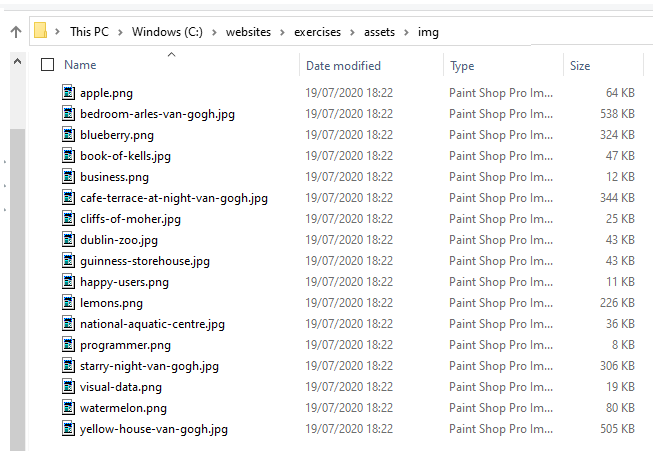 This PC > Windows (C:) > websites > exercises > assets > img
Name Date modified Type Size
apple.png 19/07/2020 18:22 Paint Shop Pro Im... 64 KB
bedroom-arles-van-gogh.jpg 19/07/2020 18:22 Paint Shop Pro Im... 538 KB
blueberry.png 19/07/2020 18:22 Paint Shop Pro Im... 324 KB
book-of-kells.jpg 19/07/2020 18:22 Paint Shop Pro Im... 47 KB
business.png 19/07/2020 18:22 Paint Shop Pro Im... 12 KB
cafe-terrace-at-night-van-gogh.jpg 19/07/2020 18:22 Paint Shop Pro Im... 344 KB
cliffs-of-moher.jpg 19/07/2020 18:22 Paint Shop Pro Im... 25 KB
dublin-zoo.jpg 19/07/2020 18:22 Paint Shop Pro Im... 43 KB
guinness-storehouse.jpg 19/07/2020 18:22 Paint Shop Pro Im... 43 KB
happy-users.png 19/07/2020 18:22 Paint Shop Pro Im... 11 KB
lemons.png 19/07/2020 18:22 Paint Shop Pro Im... 226 KB
national-aquatic-centre.jpg 19/07/2020 18:22 Paint Shop Pro Im... 36 KB
programmer.png 19/07/2020 18:22 Paint Shop Pro Im... 8 KB
starry-night-van-gogh.jpg 19/07/2020 18:22 Paint Shop Pro Im... 306 KB
visual-data.png 19/07/2020 18:22 Paint Shop Pro Im... 19 KB
watermelon.png 19/07/2020 18:22 Paint Shop Pro Im... 80 KB
yellow-house-van-gogh.jpg 19/07/2020 18:22 Paint Shop Pro Im... 505 KB